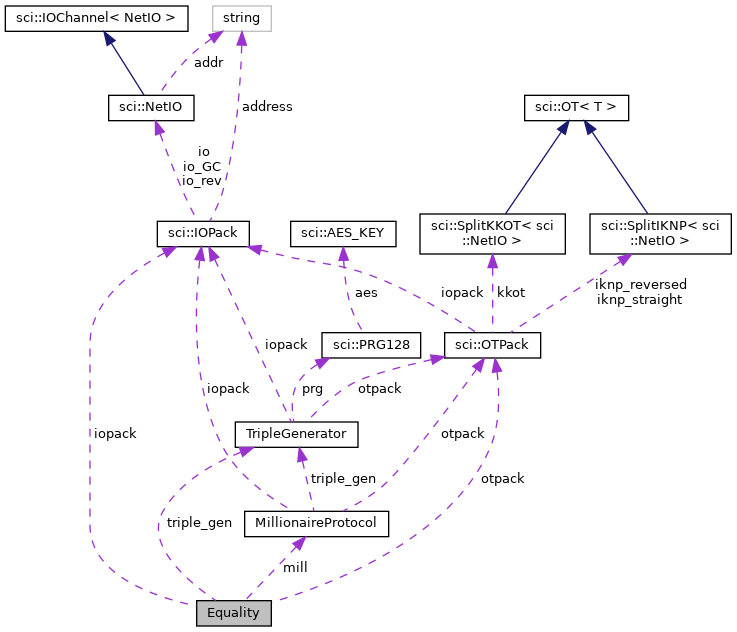 sci::IOChannel< NetIO >
string
addr
sci::NetIO
address
sci::OT< T >
io
io_GC
io_rev
sci::IOPack
sci::AES_KEY
sci::SplitKKOT< sci
::NetIO >
sci::SplitIKNP< sci
::NetIO >
aes
iopack
kkot
iknp_reversed
iknp_straight
iopack
sci::PRG128
sci::OTPack
iopack
prg
otpack
iopack
TripleGenerator
otpack
triple_gen
otpack
triple_gen
MillionaireProtocol
mill
Equality